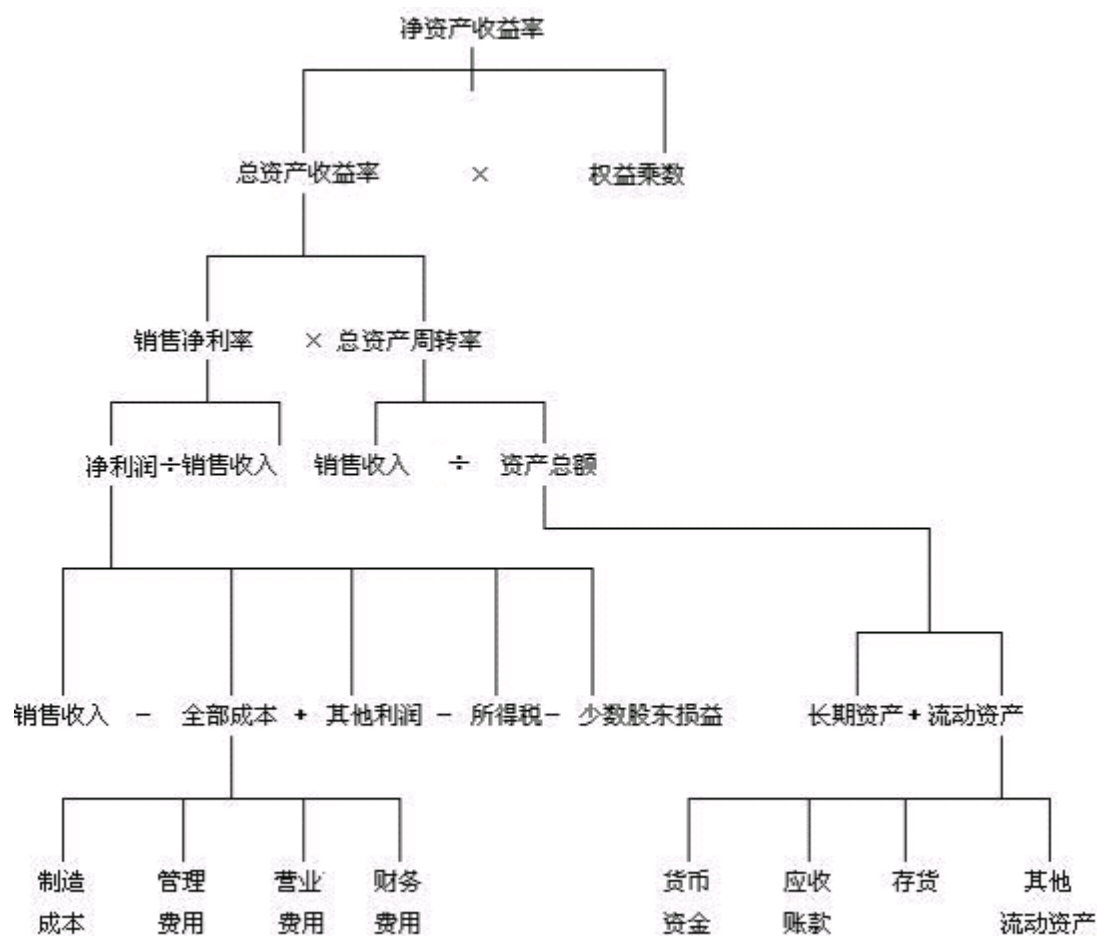 净资产收益率
总资产收益率 × 权益乘数
销售净利率 × 总资产周转率
净利润÷销售收入 销售收入 ÷ 资产总额
销售收入 - 全部成本 + 其他利润 - 所得税- 少数股东损益 长期资产+流动资产
制造 管理 营业 财务 货币 应收 存货 其他
成本 费用 费用 费用 资金 账款 流动资产